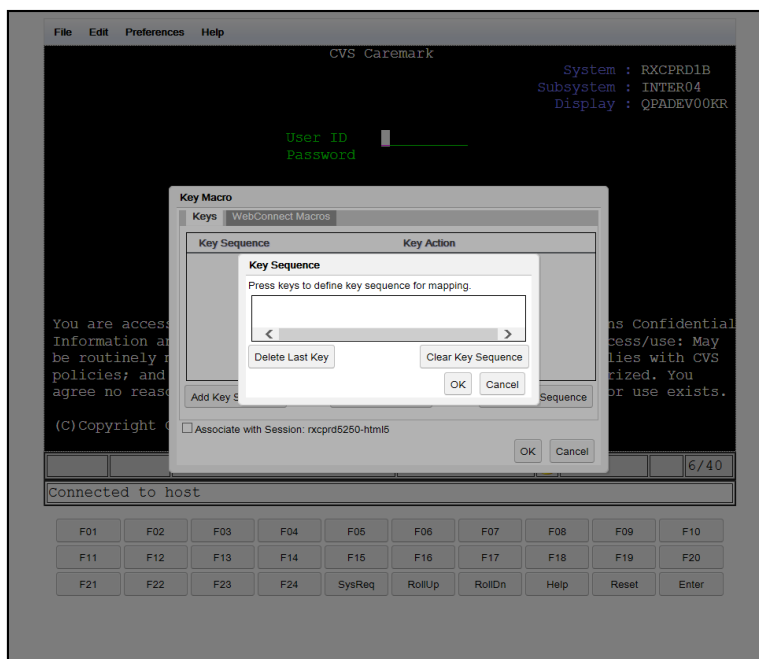 File Edit Preferences Help
CVS Caremark
System : RXCPRD1B
Subsystem : INTER04
Display : QPADEV00KR
User ID
Password
Key Macro
Keys WebConnect Macros
Key Sequence Key Action
Key Sequence
Press keys to define key sequence for mapping.
Delete Last Key Clear Key Sequence
OK Cancel
You are access ns Confidential
Information an cess/use: May
be routinely lies with CVS
policies; and rized. You
agree no reas or use exists.
Add Key S Sequence
(C)Copyright
Associate with Session: rxcprd5250-html5
OK Cancel
6/40
Connected to host
F01 F02 F03 F04 F05 F06 F07 F08 F09 F10
F11 F12 F13 F14 F15 F16 F17 F18 F19 F20
F21 F22 F23 F24 SysReq RollUp RollDn Help Reset Enter